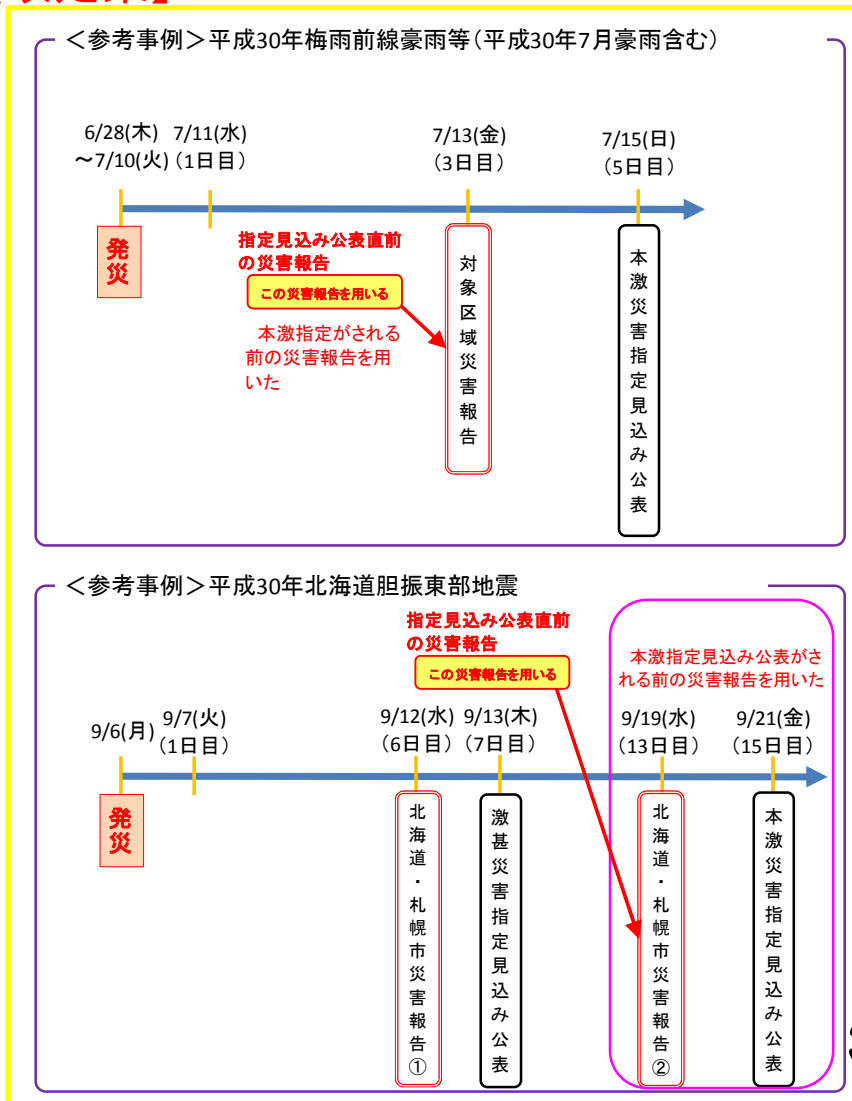 ＜参考事例＞平成30年梅雨前線豪雨等（平成30年7月豪雨含む）
6/28(木)
～7/10(火)
7/11(水)
（1日目）
7/13(金)
（3日目）
7/15(日)
（5日目）
発災
指定見込み公表直前
の災害報告
この災害報告を用いる
本激指定がされる
前の災害報告を用
いた
対象区域災害報告
本激災害指定見込み公表
＜参考事例＞平成30年北海道胆振東部地震
指定見込み公表直前
の災害報告
この災害報告を用いる
本激指定見込み公表がさ
れる前の災害報告を用いた
9/6(月)
9/7(火)
（1日目）
9/12(水)
（6日目）
9/13(木)
（7日目）
9/19(水)
（13日目）
9/21(金)
（15日目）
発災
北海道・札幌市災害報告①
激甚災害指定見込み公表
北海道・札幌市災害報告②
本激災害指定見込み公表